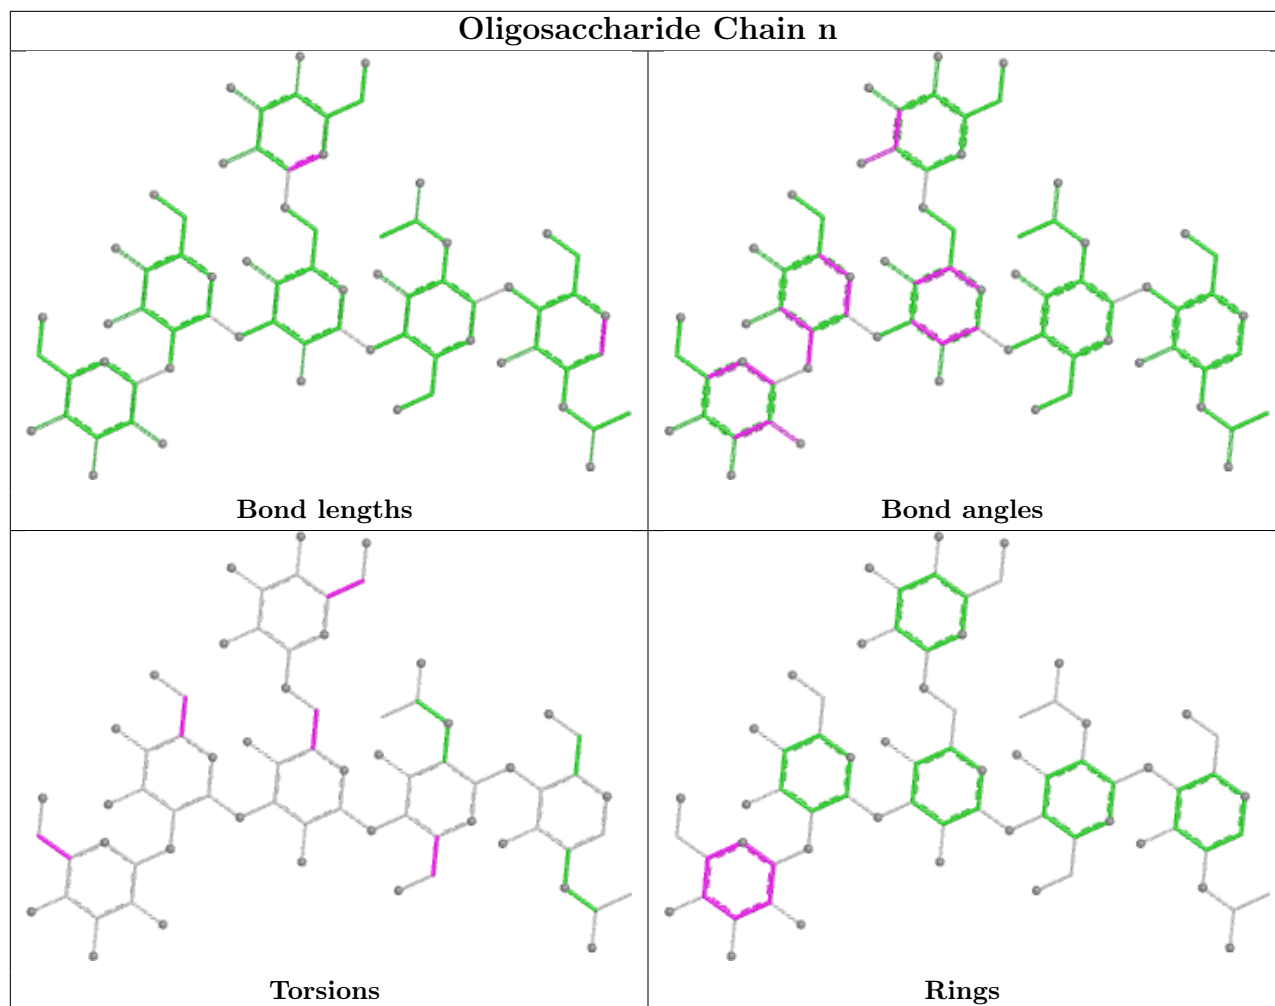 Oligosaccharide Chain n
Bond lengths
Bond angles
Torsions
Rings